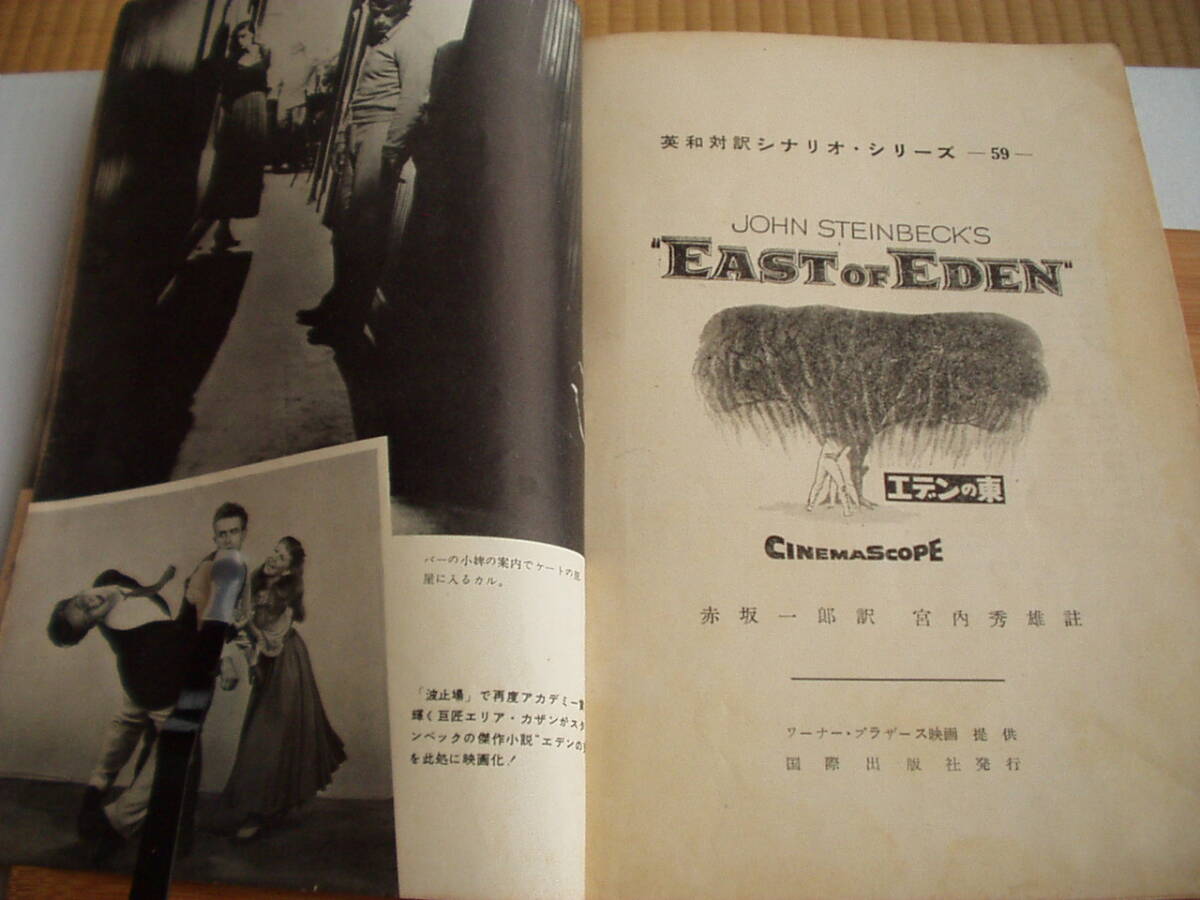 バーの小婢の案内でケートの部
屋に入るカル。
「波止場」で再度アカデミー賞
輝く巨匠エリア・カザンがスタ
ンベックの傑作小説“エデンの東
を此処に映画化!
英和対訳シナリオ・シリーズ —59—
JOHN STEINBECK'S
"EAST OF EDEN"
エデンの東
CINEMASCOPE
赤坂一郎訳 宮内秀雄註
ワーナー・ブラザース映画 提供
国際出版社発行